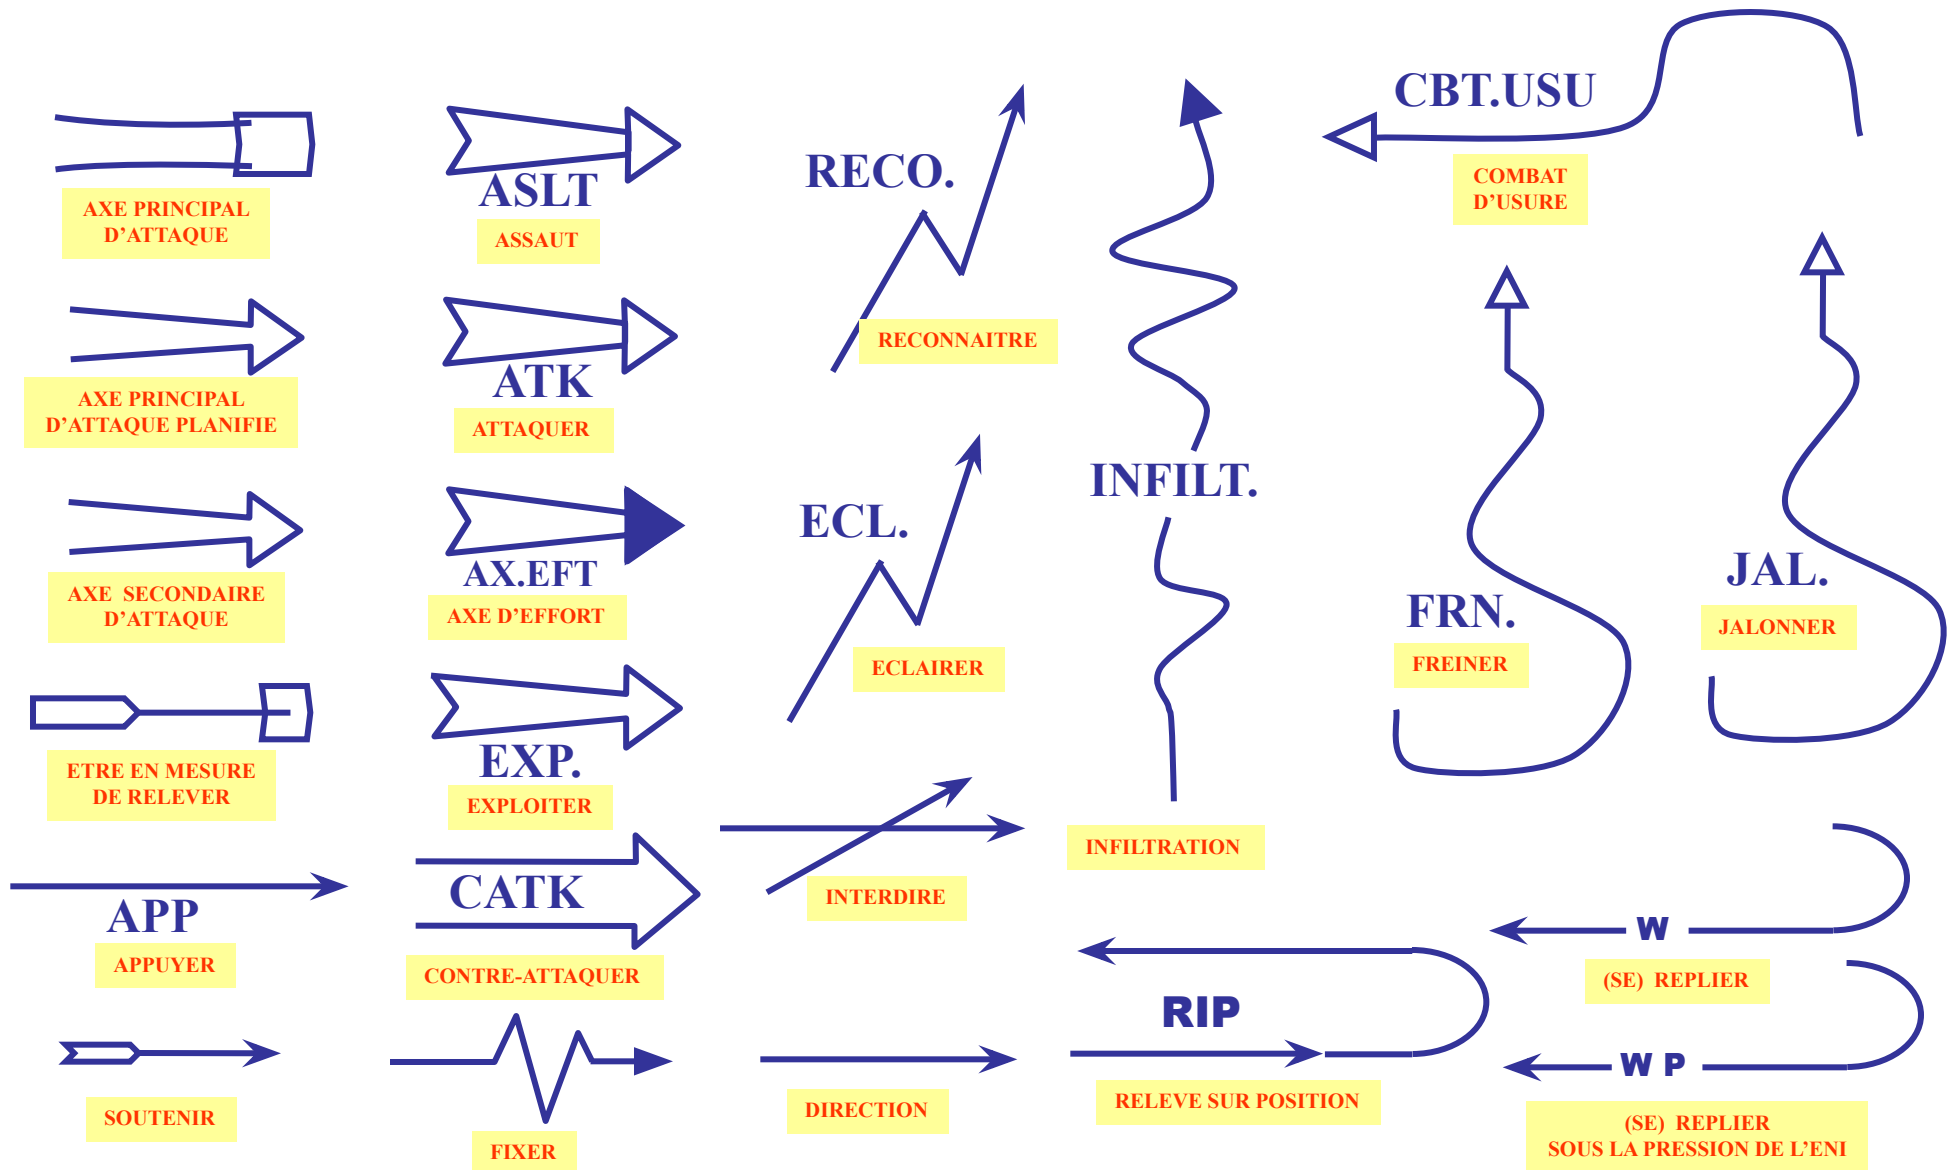 AXE PRINCIPAL
D’ATTAQUE
AXE PRINCIPAL
D’ATTAQUE PLANIFIE
AXE SECONDAIRE
D’ATTAQUE
ETRE EN MESURE
DE RELEVER
APP
APPUYER
SOUTENIR
ASLT
ASSAUT
ATK
ATTAQUER
AX.EFT
AXE D’EFFORT
EXP.
EXPLOITER
CATK
CONTRE-ATTAQUER
FIXER
RECO.
RECONNAITRE
ECL.
ECLAIRER
INTERDIRE
DIRECTION
INFILT.
INFILTRATION
RIP
RELEVE SUR POSITION
CBT.USU
COMBAT
D’USURE
FRN.
FREINER
JAL.
JALONNER
W
(SE) REPLIER
W P
(SE) REPLIER
SOUS LA PRESSION DE L’ENI